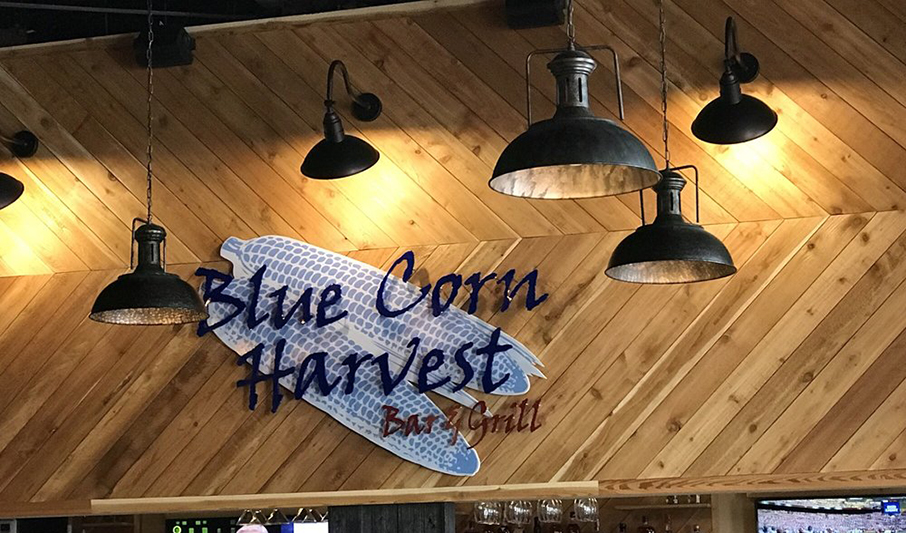 Blue Corn
Harvest
Bar & Grill